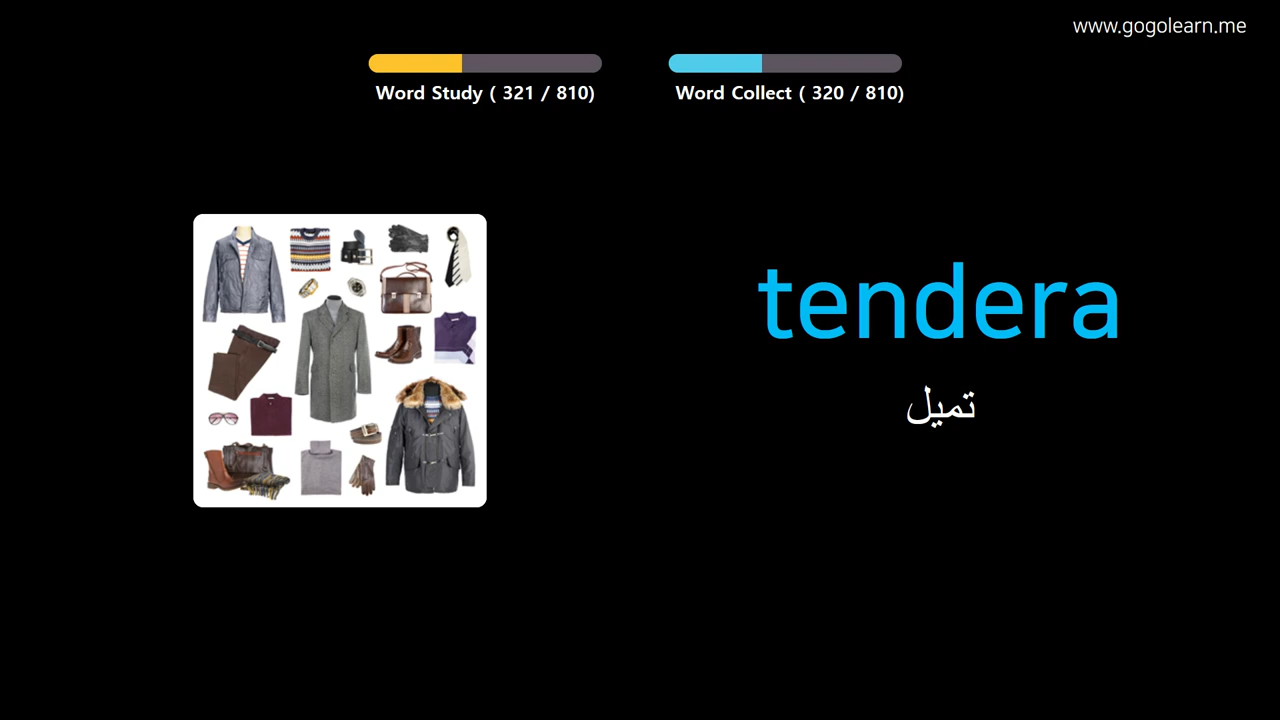 www.gogolearn.me
Word Study ( 321 / 810)
Word Collect ( 320 / 810)
tendera
تميل